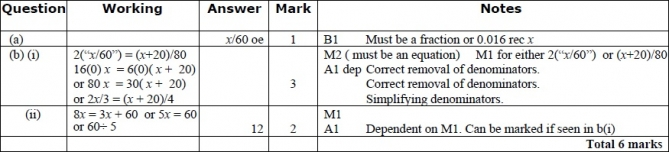 Question Working Answer Mark Notes
(a) x/60 oe 1 B1 Must be a fraction or 0.016 rec x
(b) (i) 2("x/60") = (x+20)/80 M2 ( must be an equation) M1 for either 2("x/60") or (x+20)/80
16(0) x = 6(0)( x + 20) A1 dep Correct removal of denominators.
or 80 x = 30( x + 20) 3 Correct removal of denominators.
or 2x/3 = (x + 20)/4 Simplifying denominators.
(ii) 8x = 3x + 60 or 5x = 60 M1
or 60÷ 5 12 2 A1 Dependent on M1. Can be marked if seen in b(i)
Total 6 marks